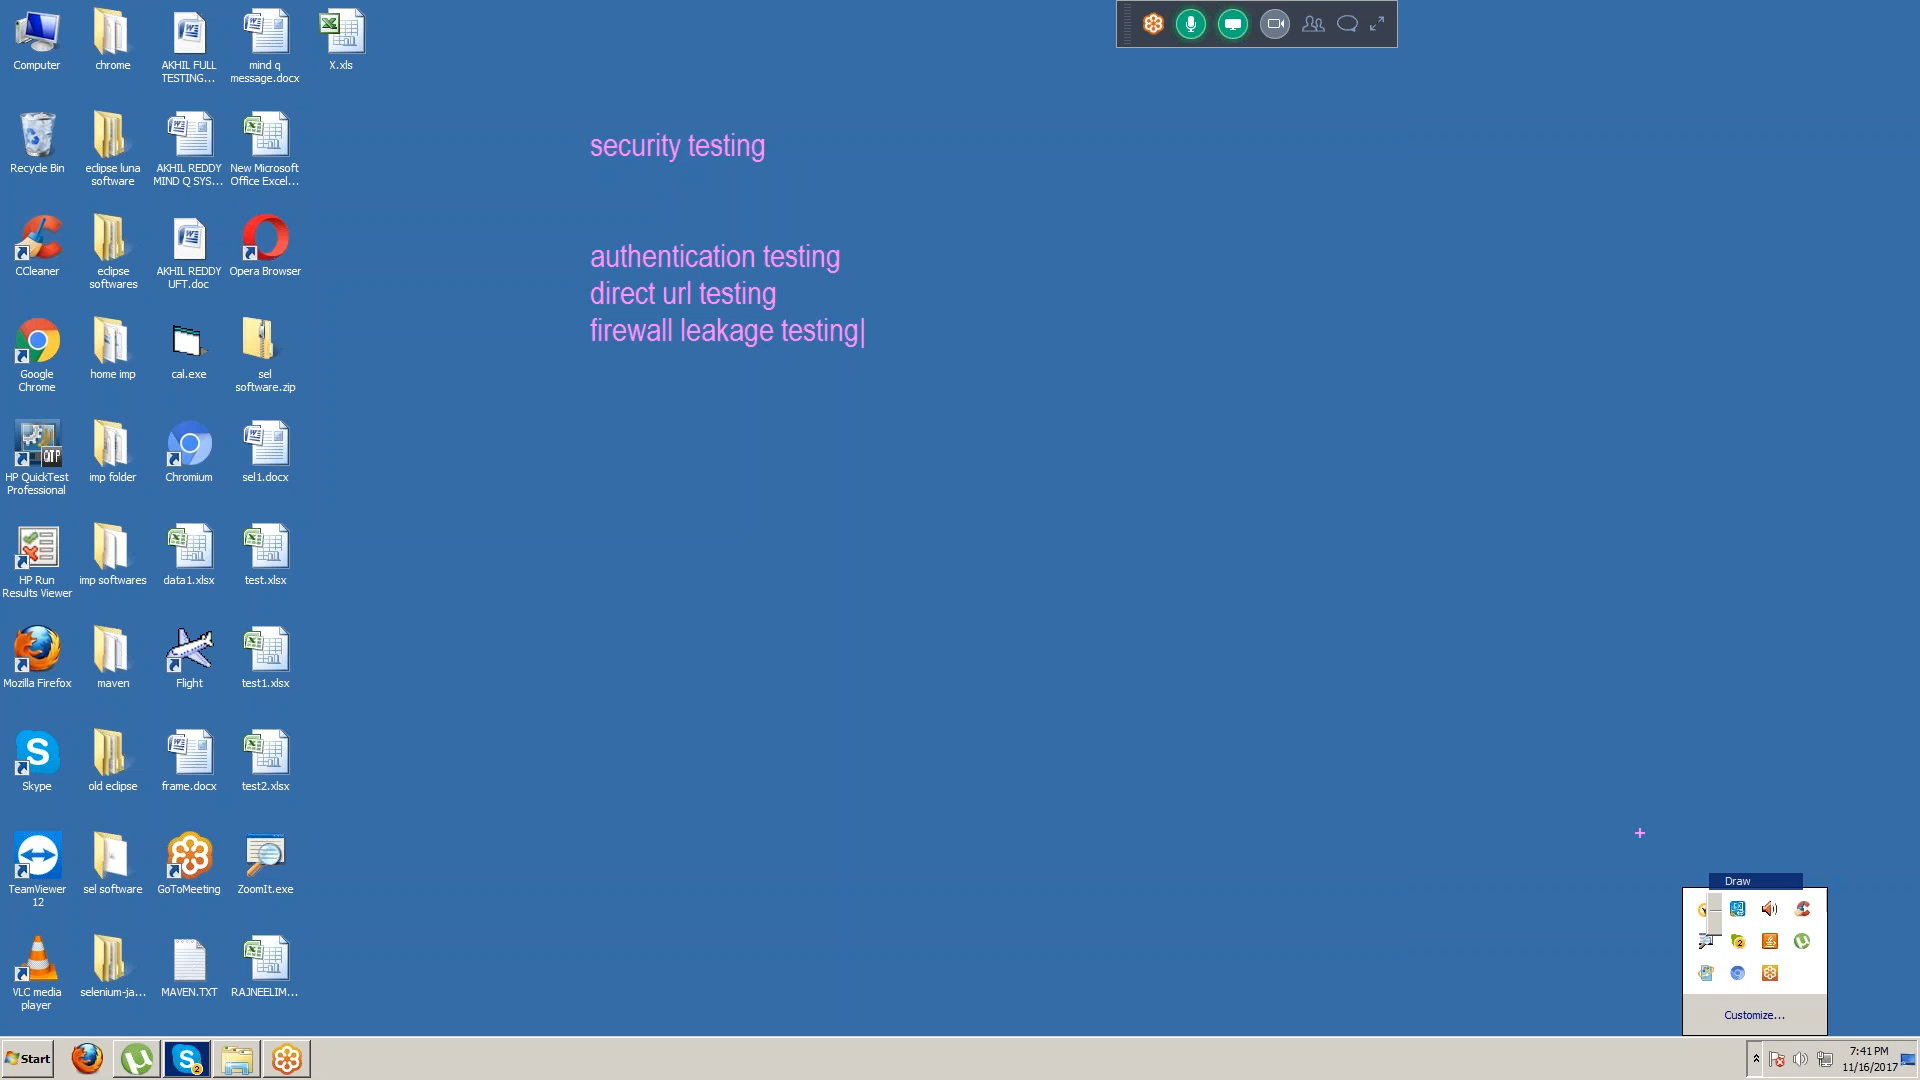 Computer
chrome
AKHIL FULL
TESTING...
mind q
message.docx
X.xls
security testing
Recycle Bin
eclipse luna
software
AKHIL REDDY
MIND Q SYS...
New Microsoft
Office Excel...
authentication testing
direct url testing
firewall leakage testing
CCleaner
eclipse
softwares
AKHIL REDDY
UFT.doc
Opera Browser
Google
Chrome
home imp
cal.exe
sel
software.zip
QTP
HP QuickTest
Professional
imp folder
Chromium
sel1.docx
HP Run
Results Viewer
imp softwares
data1.xlsx
test.xlsx
Mozilla Firefox
maven
Flight
test1.xlsx
Skype
old eclipse
frame.docx
test2.xlsx
TeamViewer
12
sel software
GoToMeeting
ZoomIt.exe
VLC media
player
selenium-ja...
MAVEN.TXT
RAJNEELIM...
Draw
Customize...
Start
7:41 PM
11/16/2017